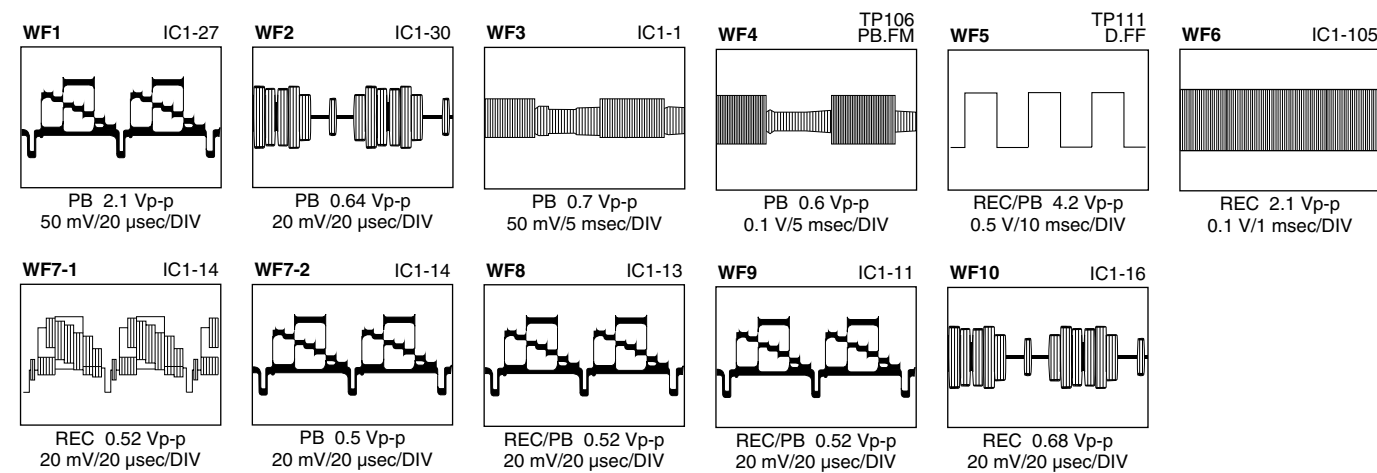 WF1 IC1-27
PB 2.1 Vp-p
50 mV/20 µsec/DIV
WF2 IC1-30
PB 0.64 Vp-p
20 mV/20 µsec/DIV
WF3 IC1-1
PB 0.7 Vp-p
50 mV/5 msec/DIV
TP106
WF4 PB.FM
PB 0.6 Vp-p
0.1 V/5 msec/DIV
TP111
WF5 D.FF
REC/PB 4.2 Vp-p
0.5 V/10 msec/DIV
WF6 IC1-105
REC 2.1 Vp-p
0.1 V/1 msec/DIV
WF7-1 IC1-14
REC 0.52 Vp-p
20 mV/20 µsec/DIV
WF7-2 IC1-14
PB 0.5 Vp-p
20 mV/20 µsec/DIV
WF8 IC1-13
REC/PB 0.52 Vp-p
20 mV/20 µsec/DIV
WF9 IC1-11
REC/PB 0.52 Vp-p
20 mV/20 µsec/DIV
WF10 IC1-16
REC 0.68 Vp-p
20 mV/20 µsec/DIV